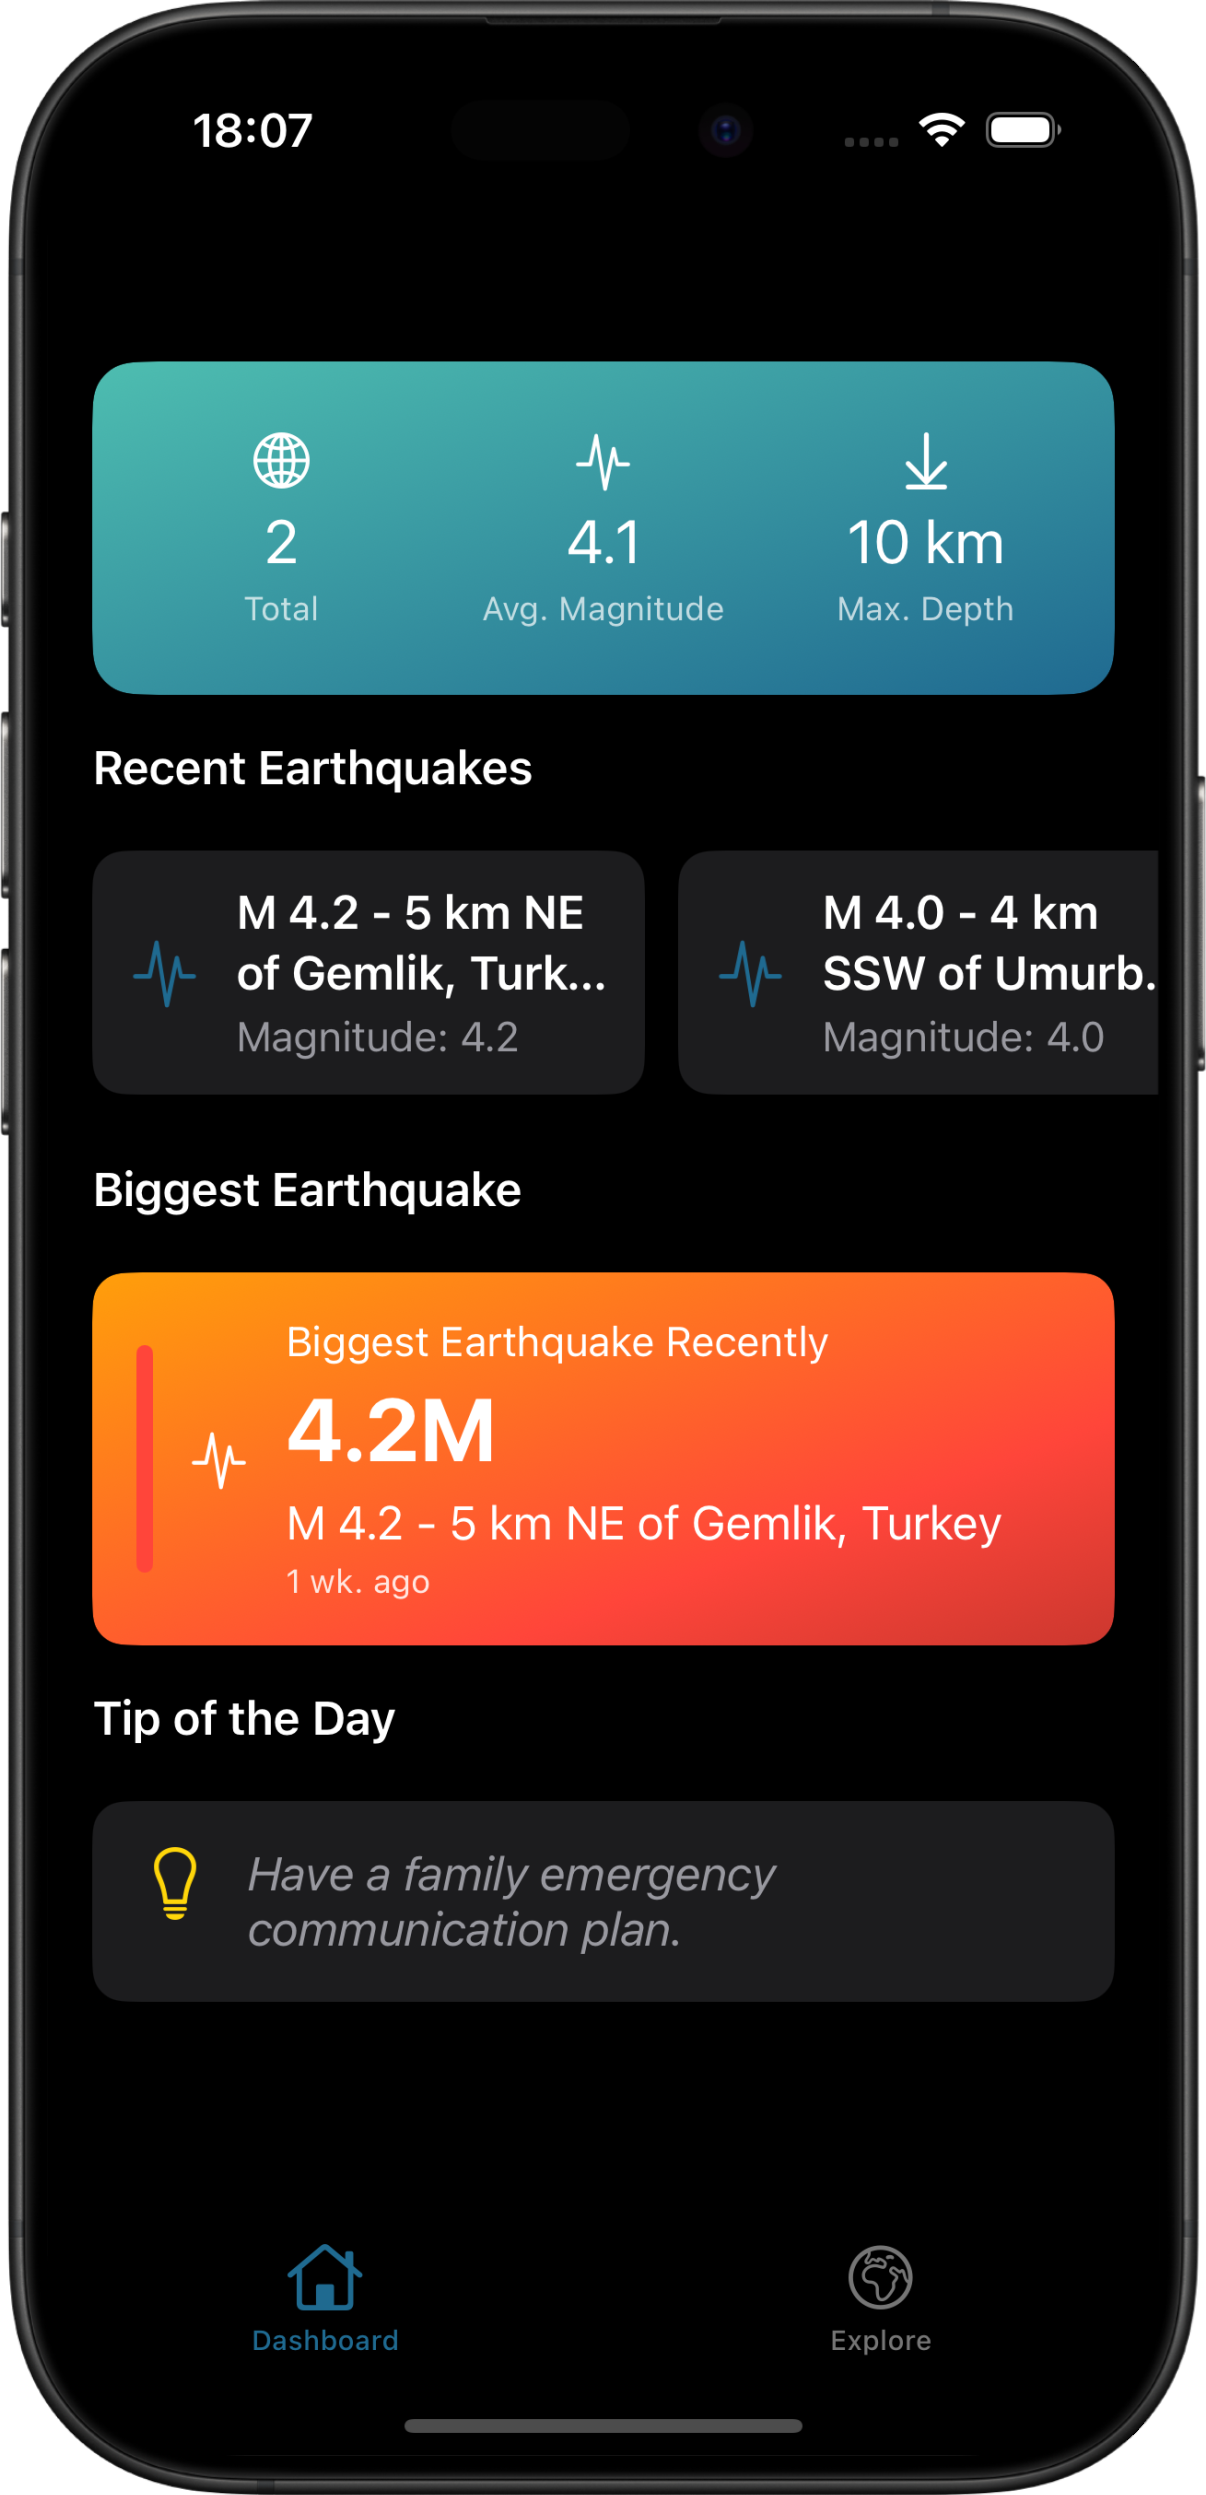 18:07
2
Total
4.1
Avg. Magnitude
10 km
Max. Depth
Recent Earthquakes
M 4.2 - 5 km NE
of Gemlik, Turk...
Magnitude: 4.2
M 4.0 - 4 km
SSW of Umurb.
Magnitude: 4.0
Biggest Earthquake
Biggest Earthquake Recently
4.2M
M 4.2 - 5 km NE of Gemlik, Turkey
1 wk. ago
Tip of the Day
Have a family emergency
communication plan.
Dashboard
Explore